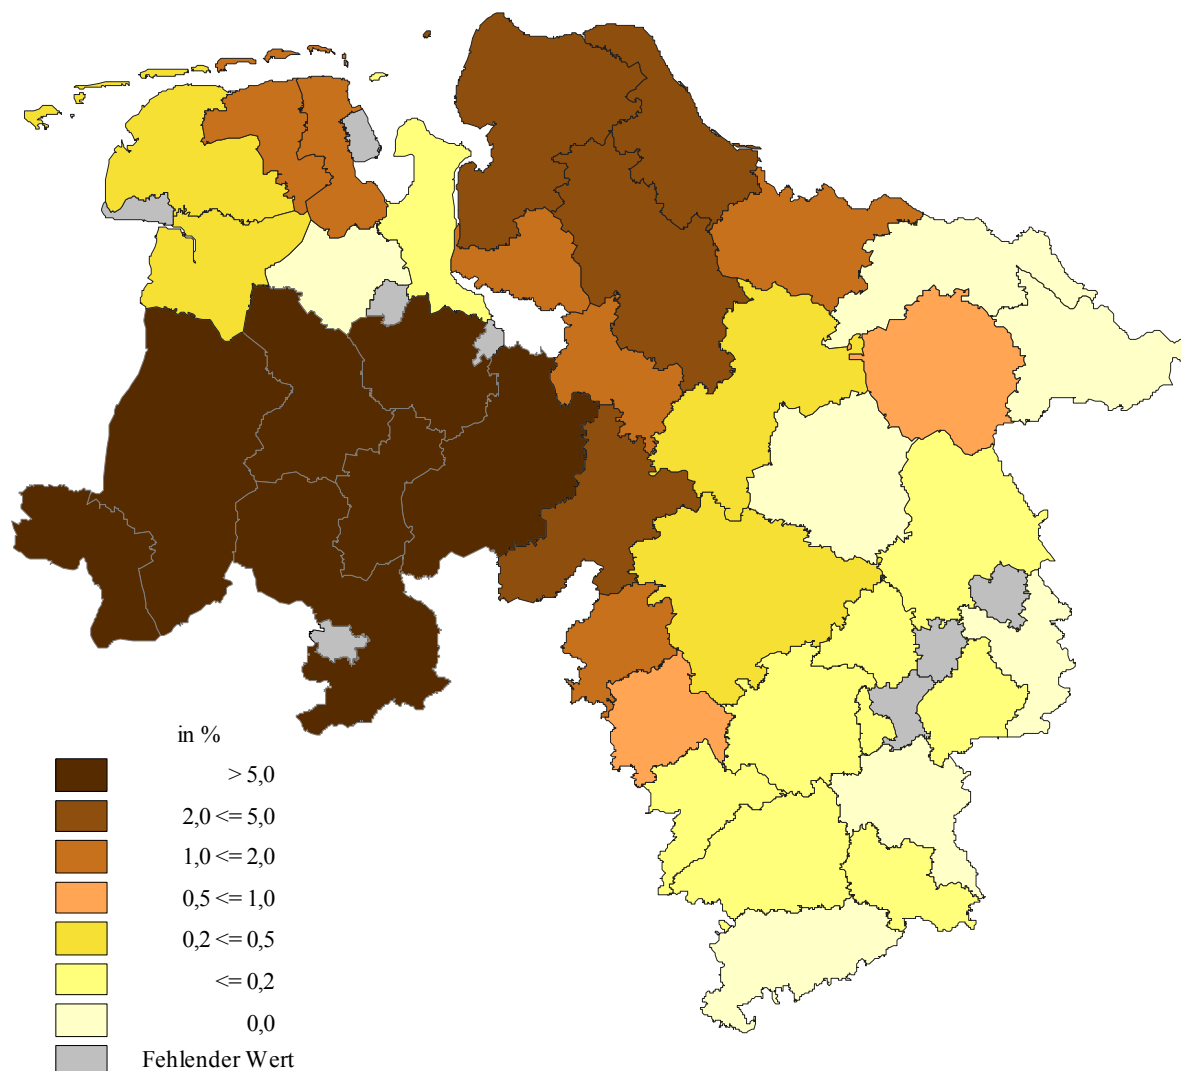 in %
> 5,0
2,0 <= 5,0
1,0 <= 2,0
0,5 <= 1,0
0,2 <= 0,5
<= 0,2
0,0
Fehlender Wert